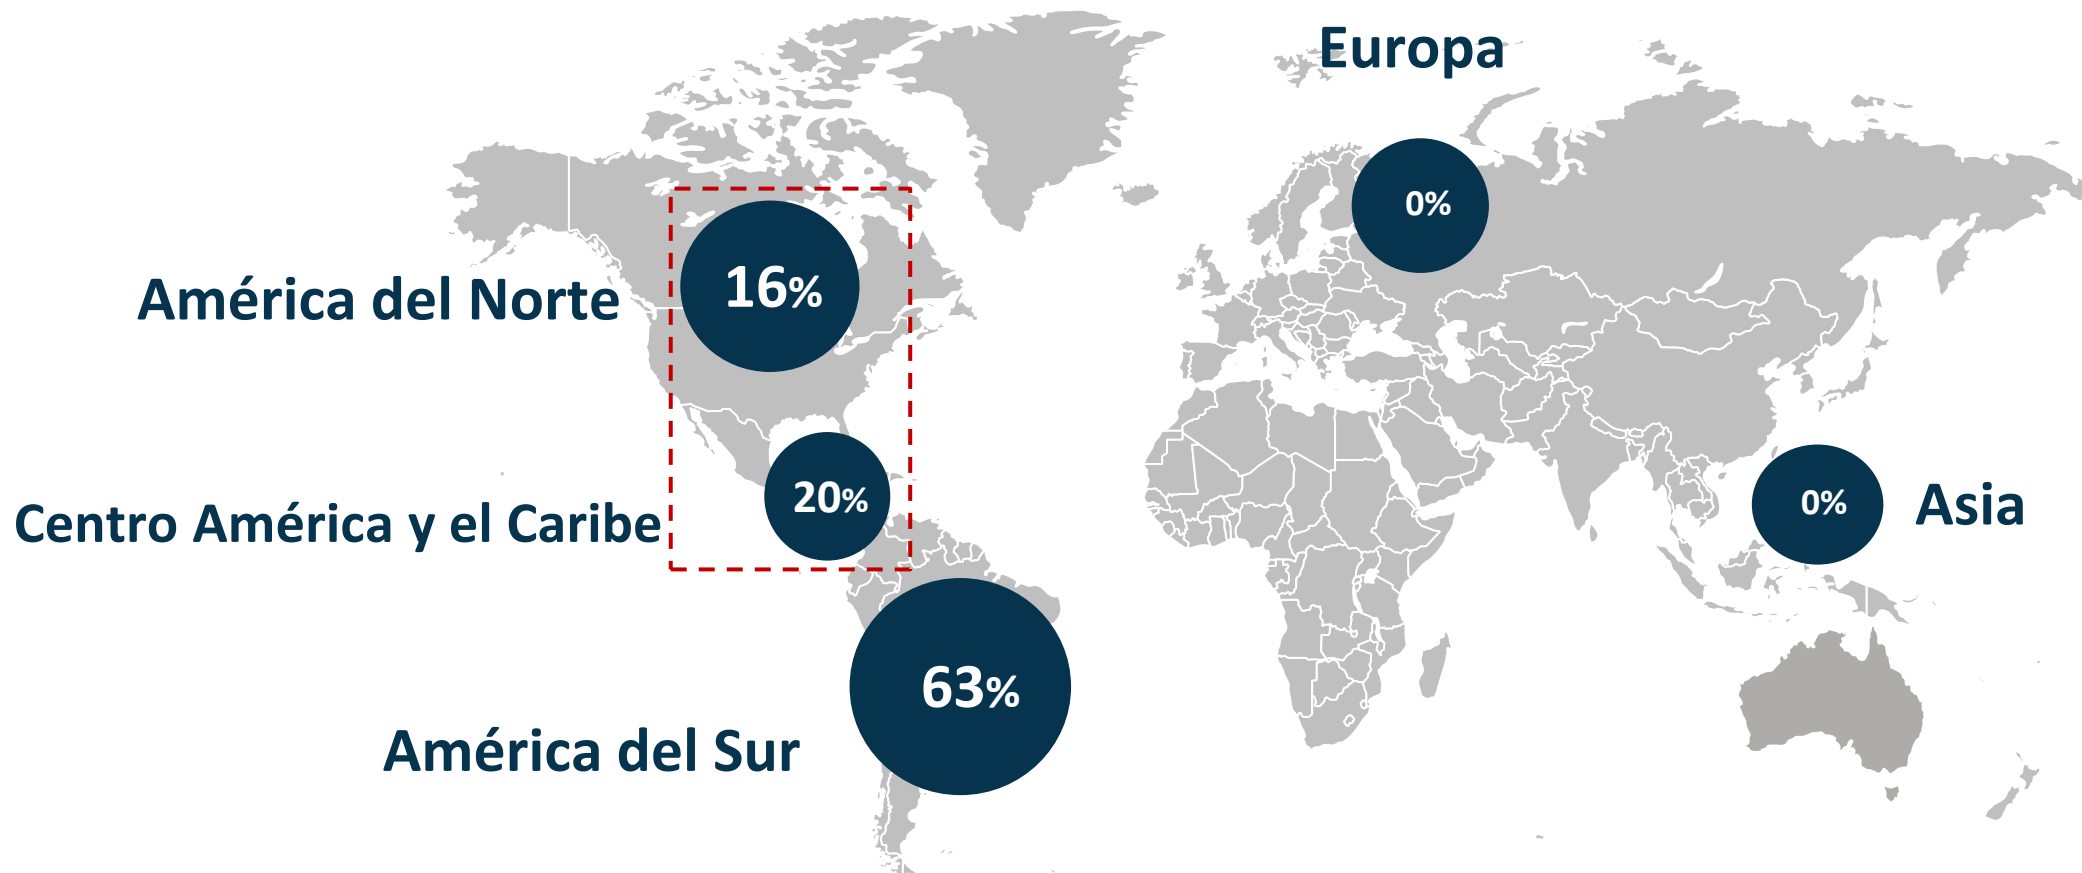 Europa
0%
América del Norte
16%
Centro América y el Caribe
20%
0%
Asia
63%
América del Sur